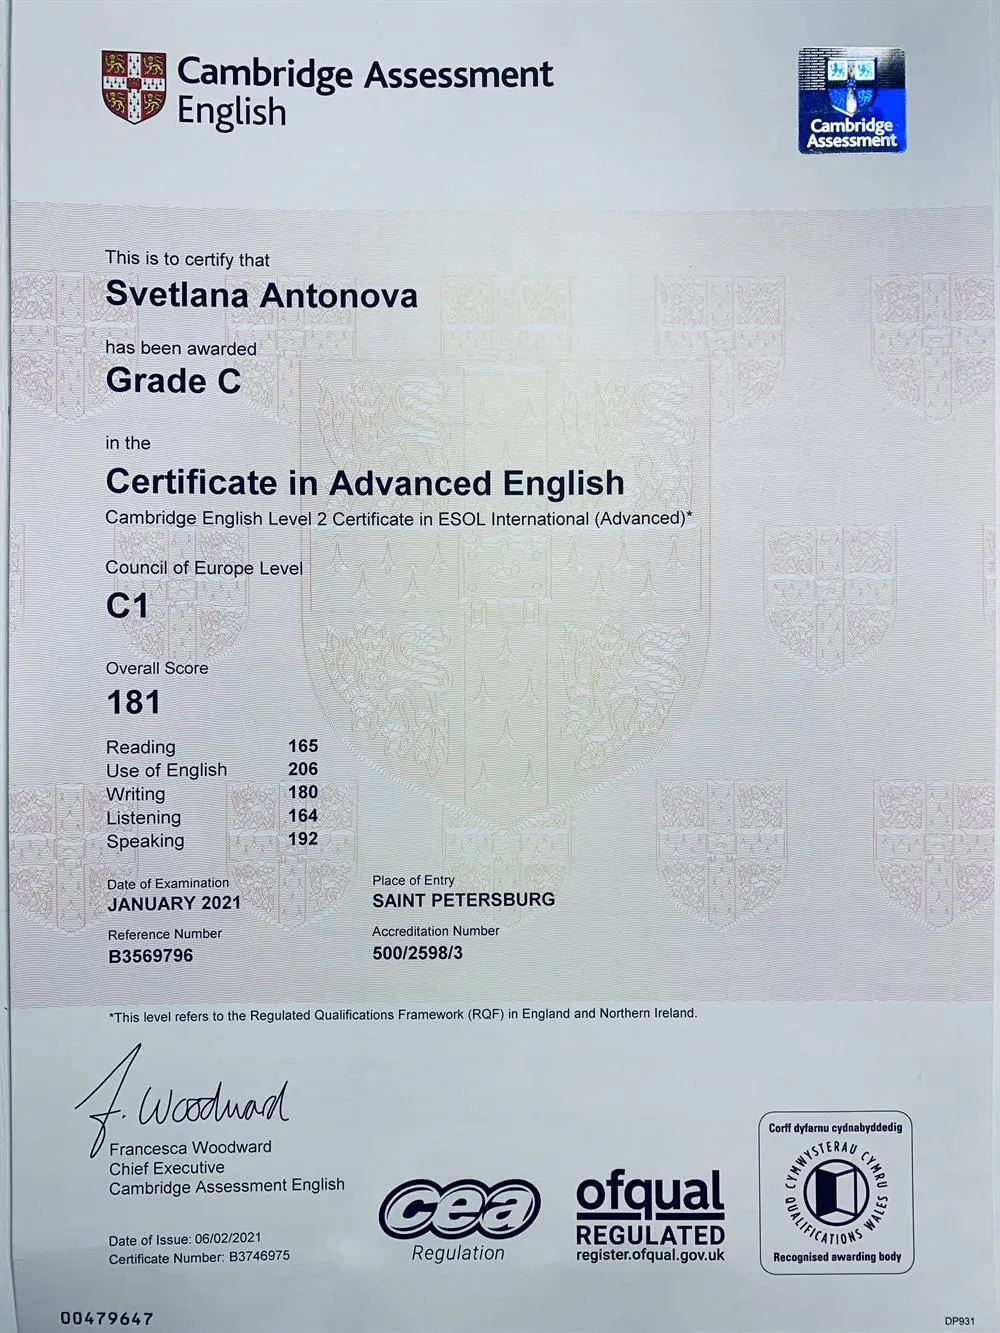 Cambridge Assessment
English
Cambridge
Assessment
This is to certify that
Svetlana Antonova
has been awarded
Grade C
in the
Certificate in Advanced English
Cambridge English Level 2 Certificate in ESOL International (Advanced)*
Council of Europe Level
C1
Overall Score
181
Reading 165
Use of English 206
Writing 180
Listening 164
Speaking 192
Date of Examination
JANUARY 2021
Place of Entry
SAINT PETERSBURG
Reference Number
B3569796
Accreditation Number
500/2598/3
*This level refers to the Regulated Qualifications Framework (RQF) in England and Northern Ireland.
F. Woodward
Francesca Woodward
Chief Executive
Cambridge Assessment English
Date of Issue: 06/02/2021
Certificate Number: B3746975
cea
Regulation
ofqual
REGULATED
register.ofqual.gov.uk
Corff dyfarnu cydnabyddedig
CYMWYSTERAU CYMRU
QUALIFICATIONS WALES
Recognised awarding body
00479647
DP931